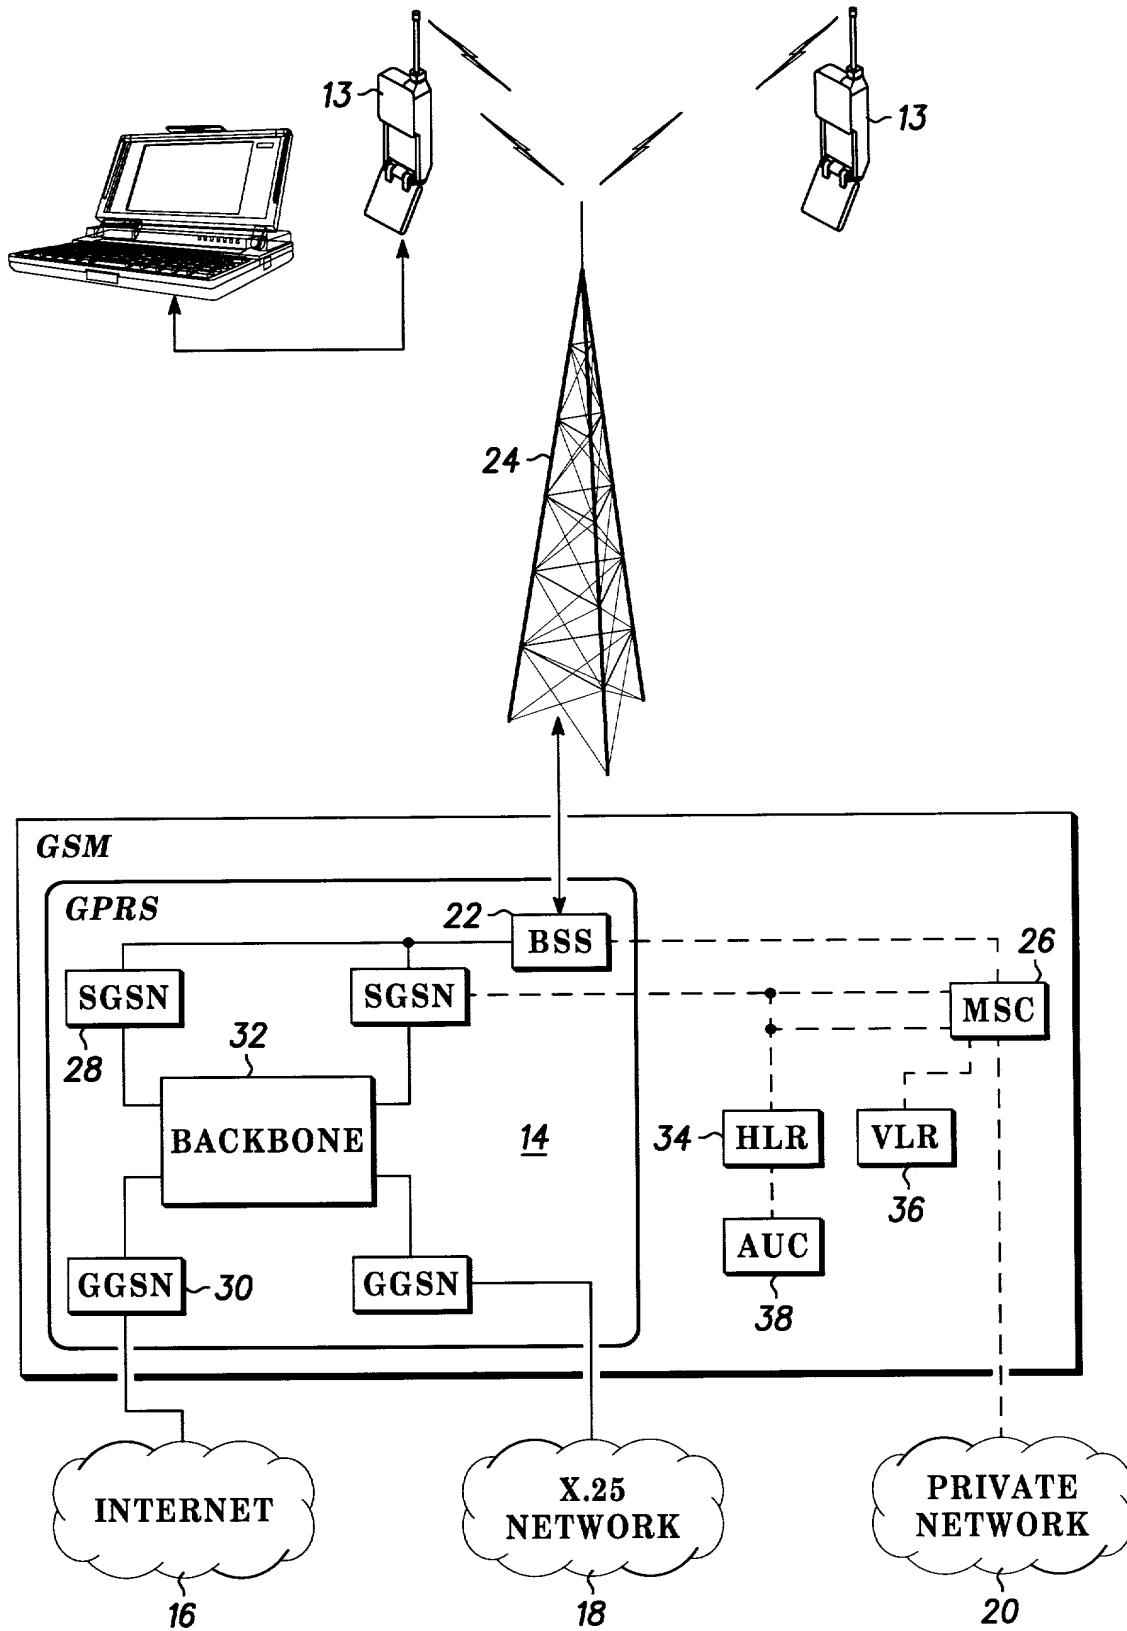 13
13
24
GSM
GPRS
22
BSS
26
SGSN
SGSN
MSC
28
32
BACKBONE
14
34
HLR
VLR
36
AUC
38
GGSN
30
GGSN
INTERNET
X.25
NETWORK
PRIVATE
NETWORK
16
18
20